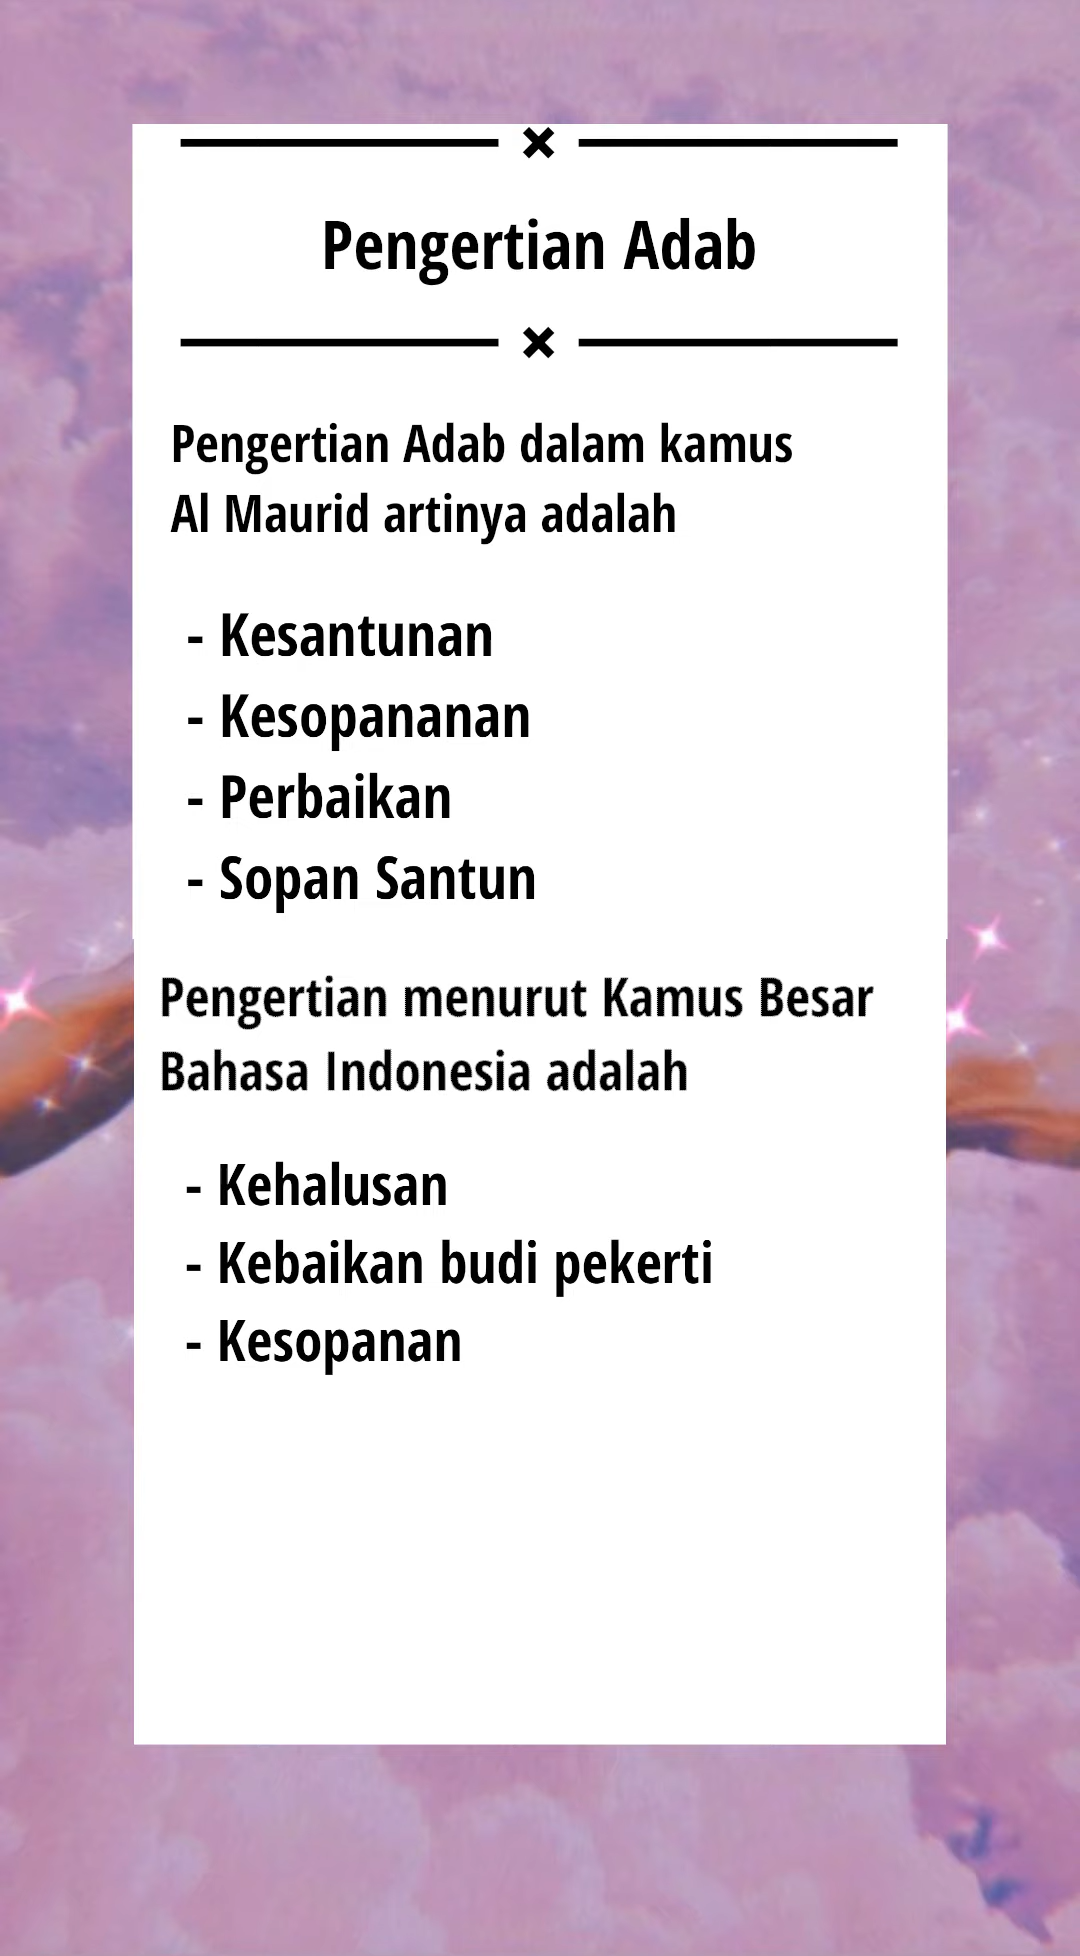 Pengertian Adab
Pengertian Adab dalam kamus
Al Maurid artinya adalah
- Kesantunan
- Kesopananan
- Perbaikan
- Sopan Santun
Pengertian menurut Kamus Besar
Bahasa Indonesia adalah
- Kehalusan
- Kebaikan budi pekerti
- Kesopanan